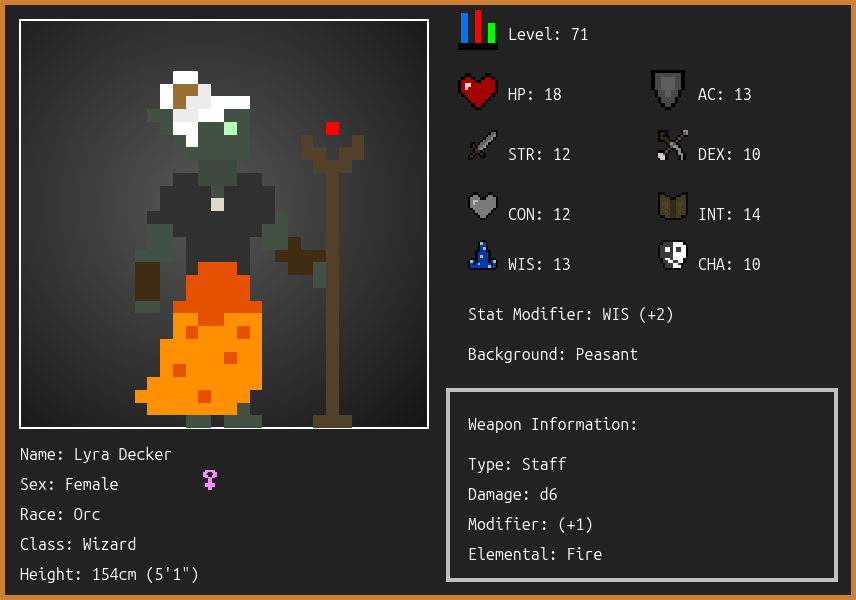 Level: 71
HP: 18
AC: 13
STR: 12
DEX: 10
CON: 12
INT: 14
WIS: 13
CHA: 10
Stat Modifier: WIS (+2)
Background: Peasant
Weapon Information:
Type: Staff
Damage: d6
Modifier: (+1)
Elemental: Fire
Name: Lyra Decker
Sex: Female
Race: Orc
Class: Wizard
Height: 154cm (5'1")